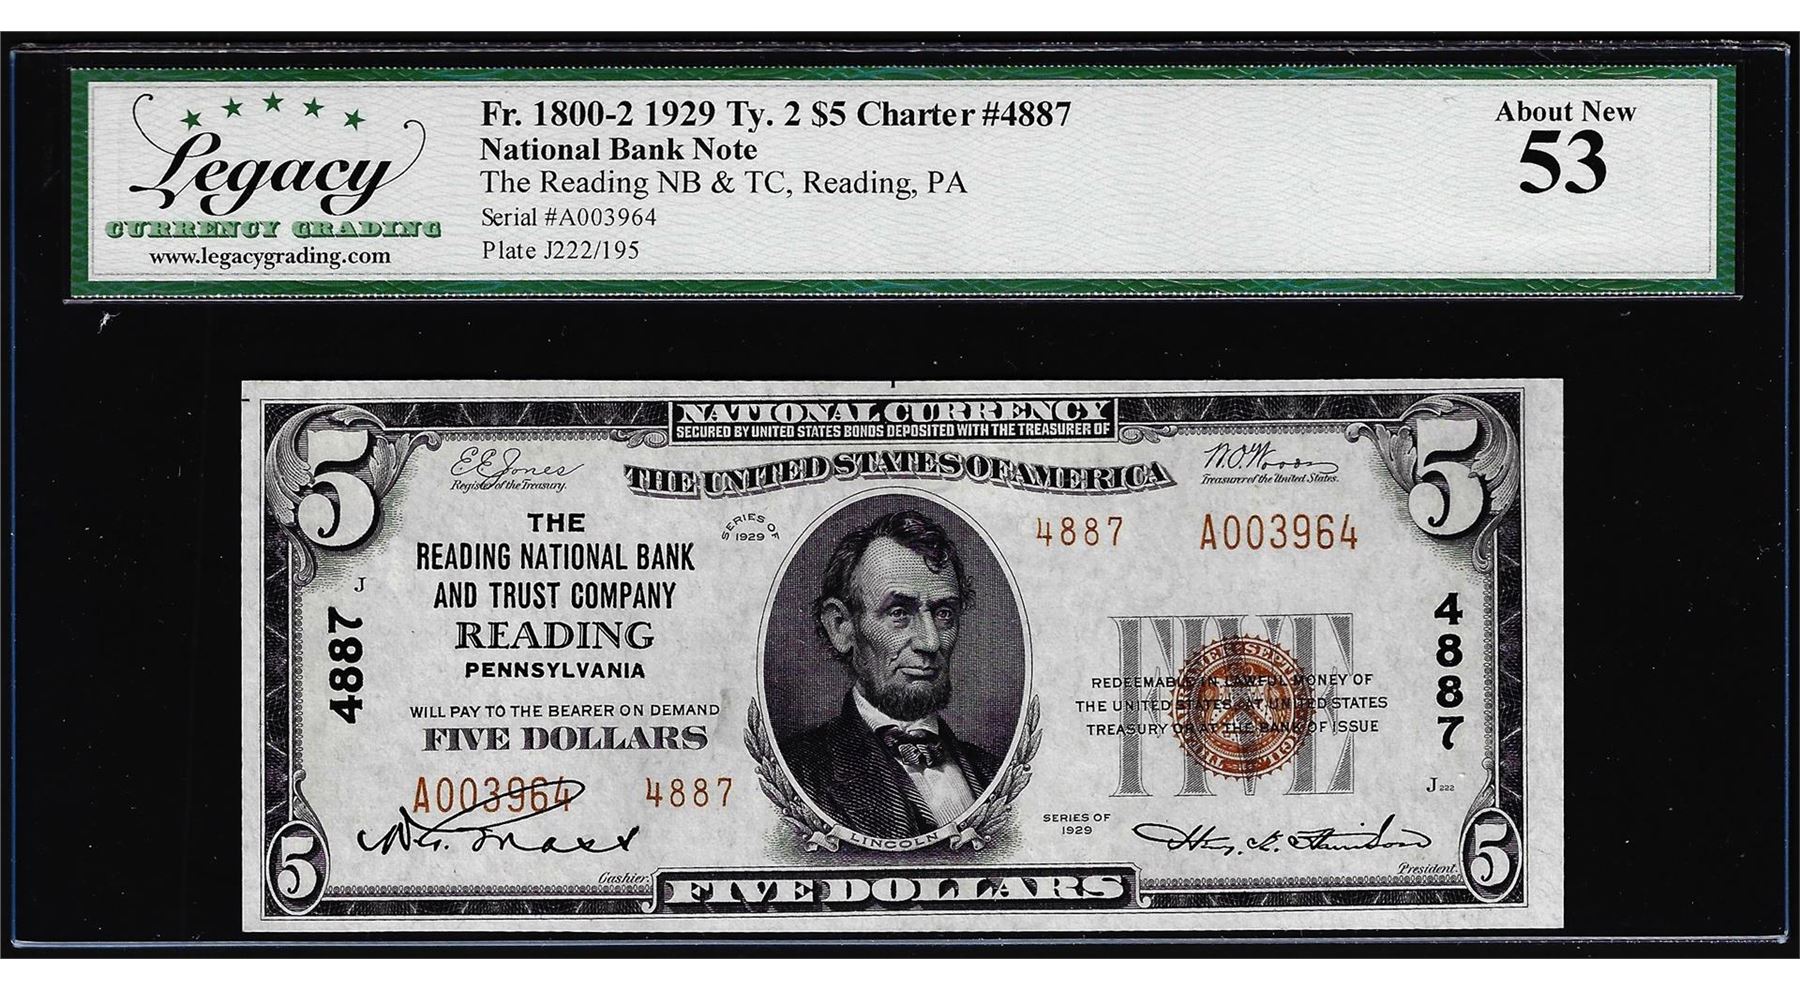 Legacy
CURRENCY GRADING
www.legacygrading.com
Fr. 1800-2 1929 Ty. 2 $5 Charter #4887
National Bank Note
The Reading NB & TC, Reading, PA
Serial #A003964
Plate J222/195
About New
53
5
NATIONAL CURRENCY
SECURED BY UNITED STATES BONDS DEPOSITED WITH THE TREASURER OF
THE UNITED STATES OF AMERICA
5
E.E. Jones
Register of the Treasury.
W.O. Woods
Treasurer of the United States.
THE
READING NATIONAL BANK
AND TRUST COMPANY
READING
PENNSYLVANIA
WILL PAY TO THE BEARER ON DEMAND
FIVE DOLLARS
SERIES OF
1929
4887 A003964
J
4887
4887
FIVE
REDEEMABLE IN LAWFUL MONEY OF
THE UNITED STATES AT UNITED STATES
TREASURY OR AT THE BANK OF ISSUE
J 222
A003964 4887
LINCOLN
SERIES OF
1929
Cashier.
President.
5
FIVE DOLLARS
5